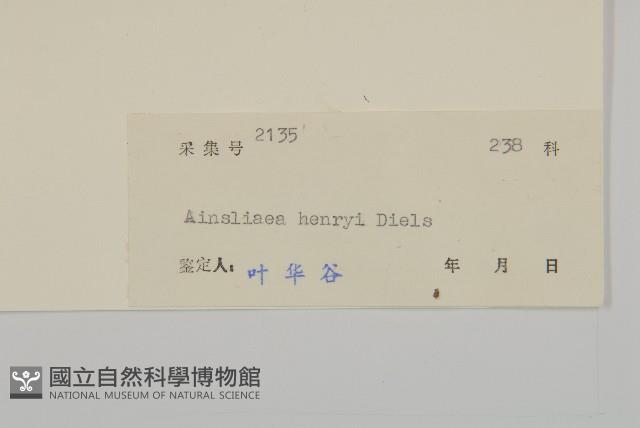 采集号 2135 238 科
Ainsliaea henryi Diels
鉴定人: 叶华谷 年 月 日
國立自然科學博物館
NATIONAL MUSEUM OF NATURAL SCIENCE